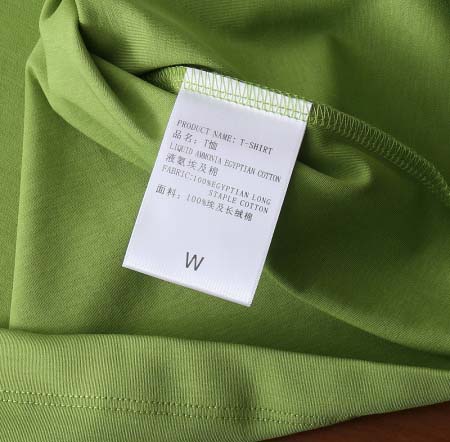 PRODUCT NAME: T-SHIRT
品名: T恤
LIQUID AMMONIA EGYPTIAN COTTON
液氨埃及棉
FABRIC:100%EGYPTIAN LONG
STAPLE COTTON
面料: 100%埃及长绒棉
W